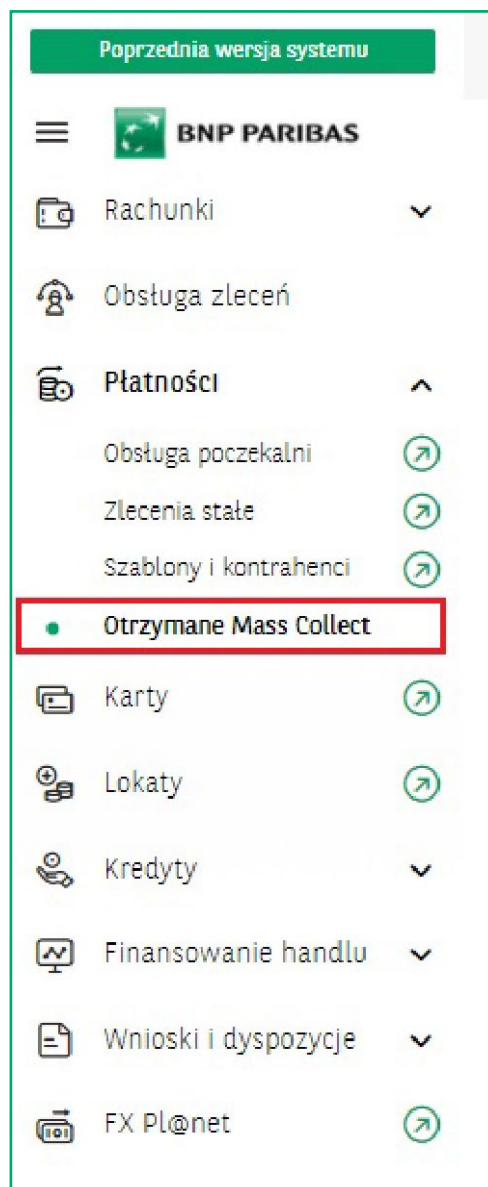 Poprzednia wersja systemu
BNP PARIBAS
Rachunki
Obsługa zleceń
Płatności
Obsługa poczekalni
Zlecenia stałe
Szablony i kontrahenci
Otrzymane Mass Collect
Karty
Lokaty
Kredyty
Finansowanie handlu
Wnioski i dyspozycje
FX Pl@net